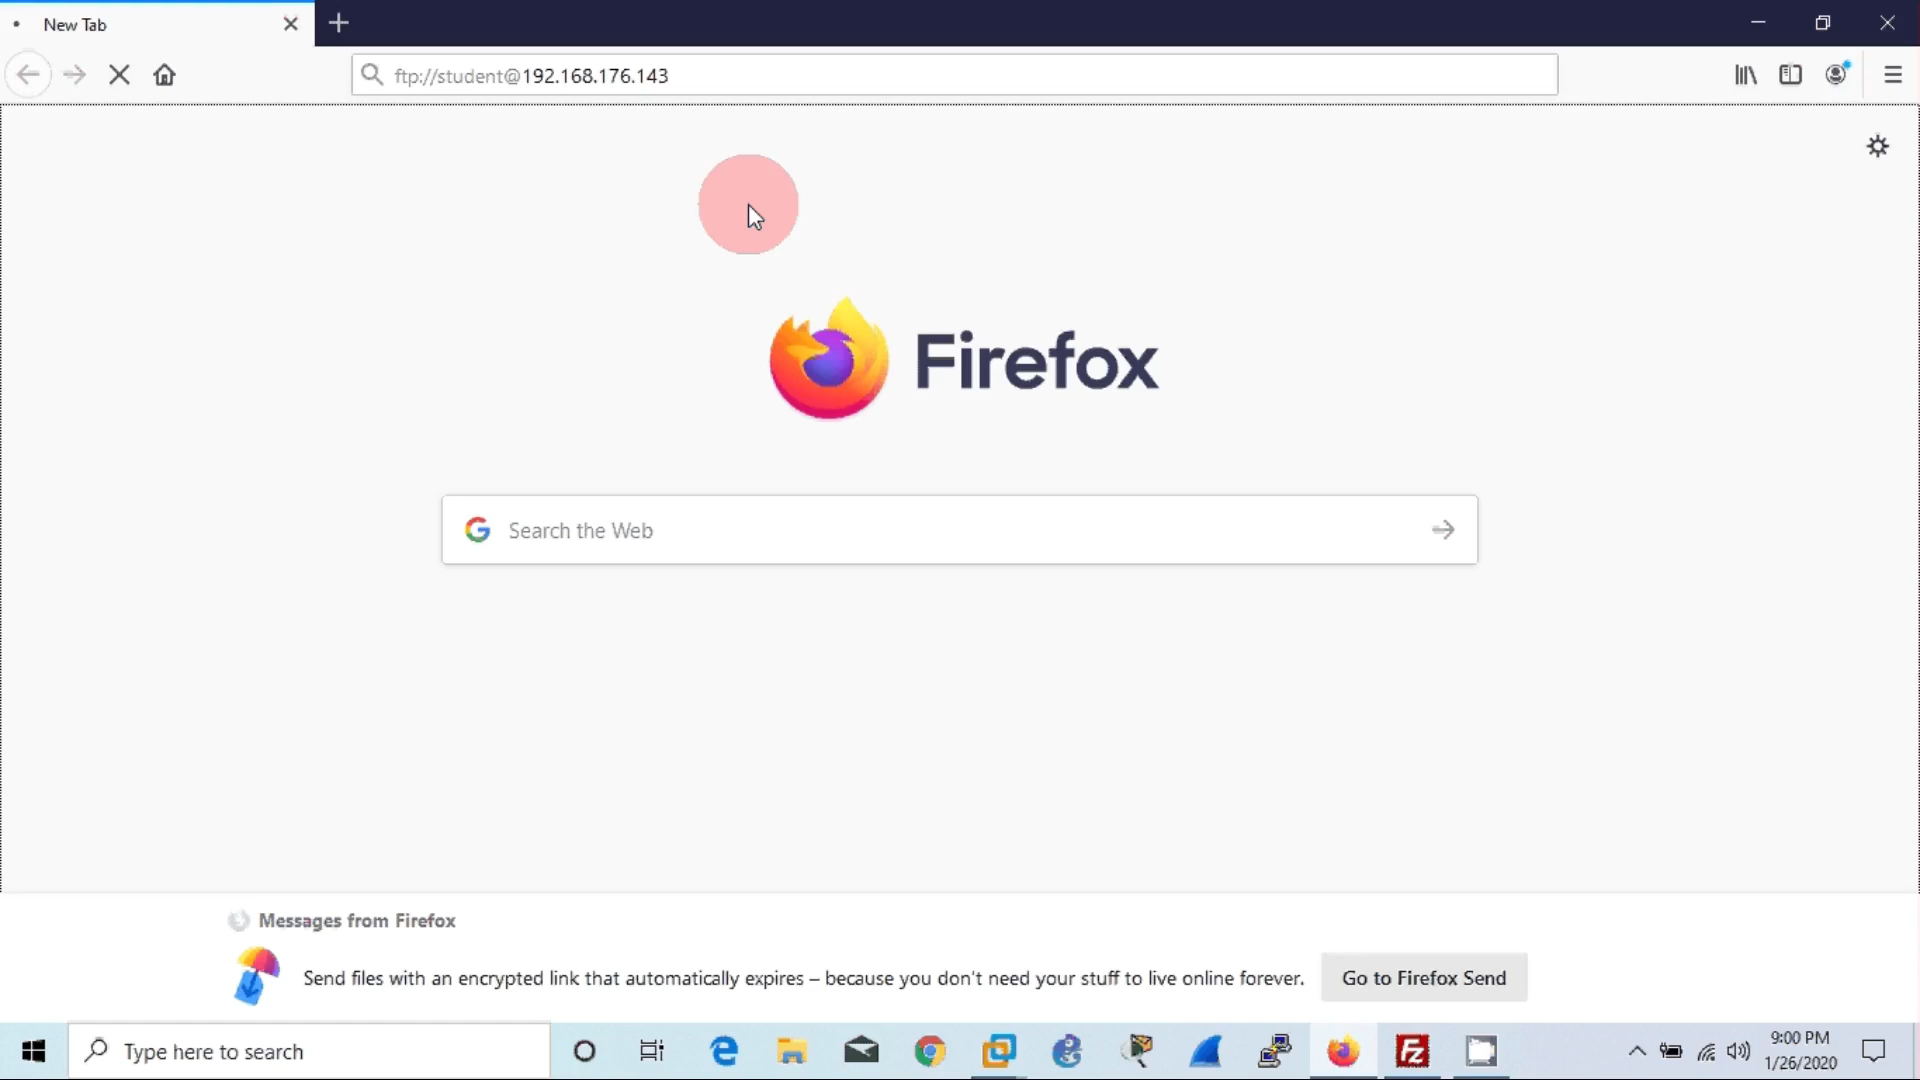 New Tab
ftp://student@192.168.176.143
Firefox
Search the Web
Messages from Firefox
Send files with an encrypted link that automatically expires – because you don't need your stuff to live online forever.
Go to Firefox Send
Type here to search
9:00 PM
1/26/2020